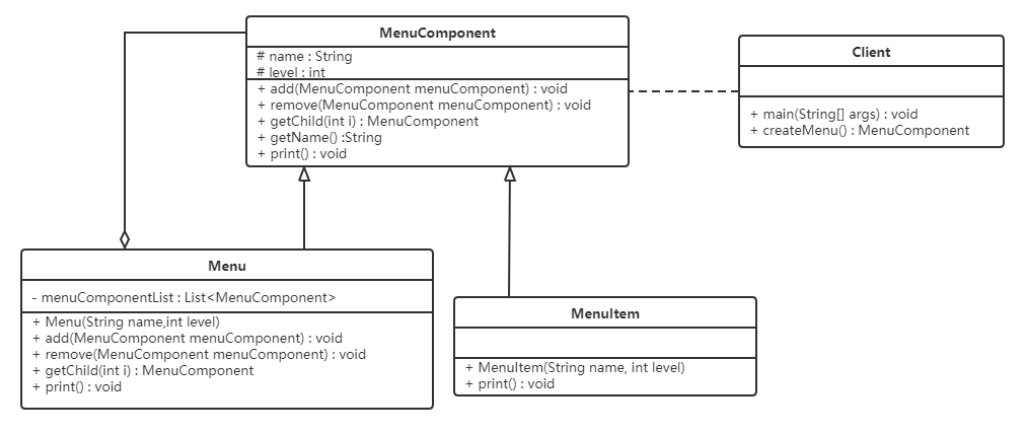 MenuComponent
# name : String
# level : int
+ add(MenuComponent menuComponent) : void
+ remove(MenuComponent menuComponent) : void
+ getChild(int i) : MenuComponent
+ getName() :String
+ print() : void
Client
+ main(String[] args) : void
+ createMenu() : MenuComponent
Menu
- menuComponentList : List<MenuComponent>
+ Menu(String name,int level)
+ add(MenuComponent menuComponent) : void
+ remove(MenuComponent menuComponent) : void
+ getChild(int i) : MenuComponent
+ print() : void
MenuItem
+ MenuItem(String name, int level)
+ print() : void